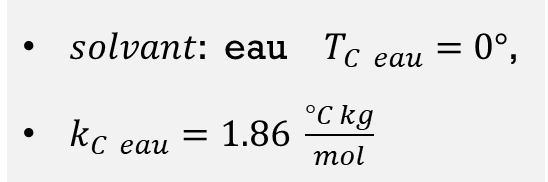 • solvant: eau T_C eau = 0°,
• k_C eau = 1.86 °C kg / mol